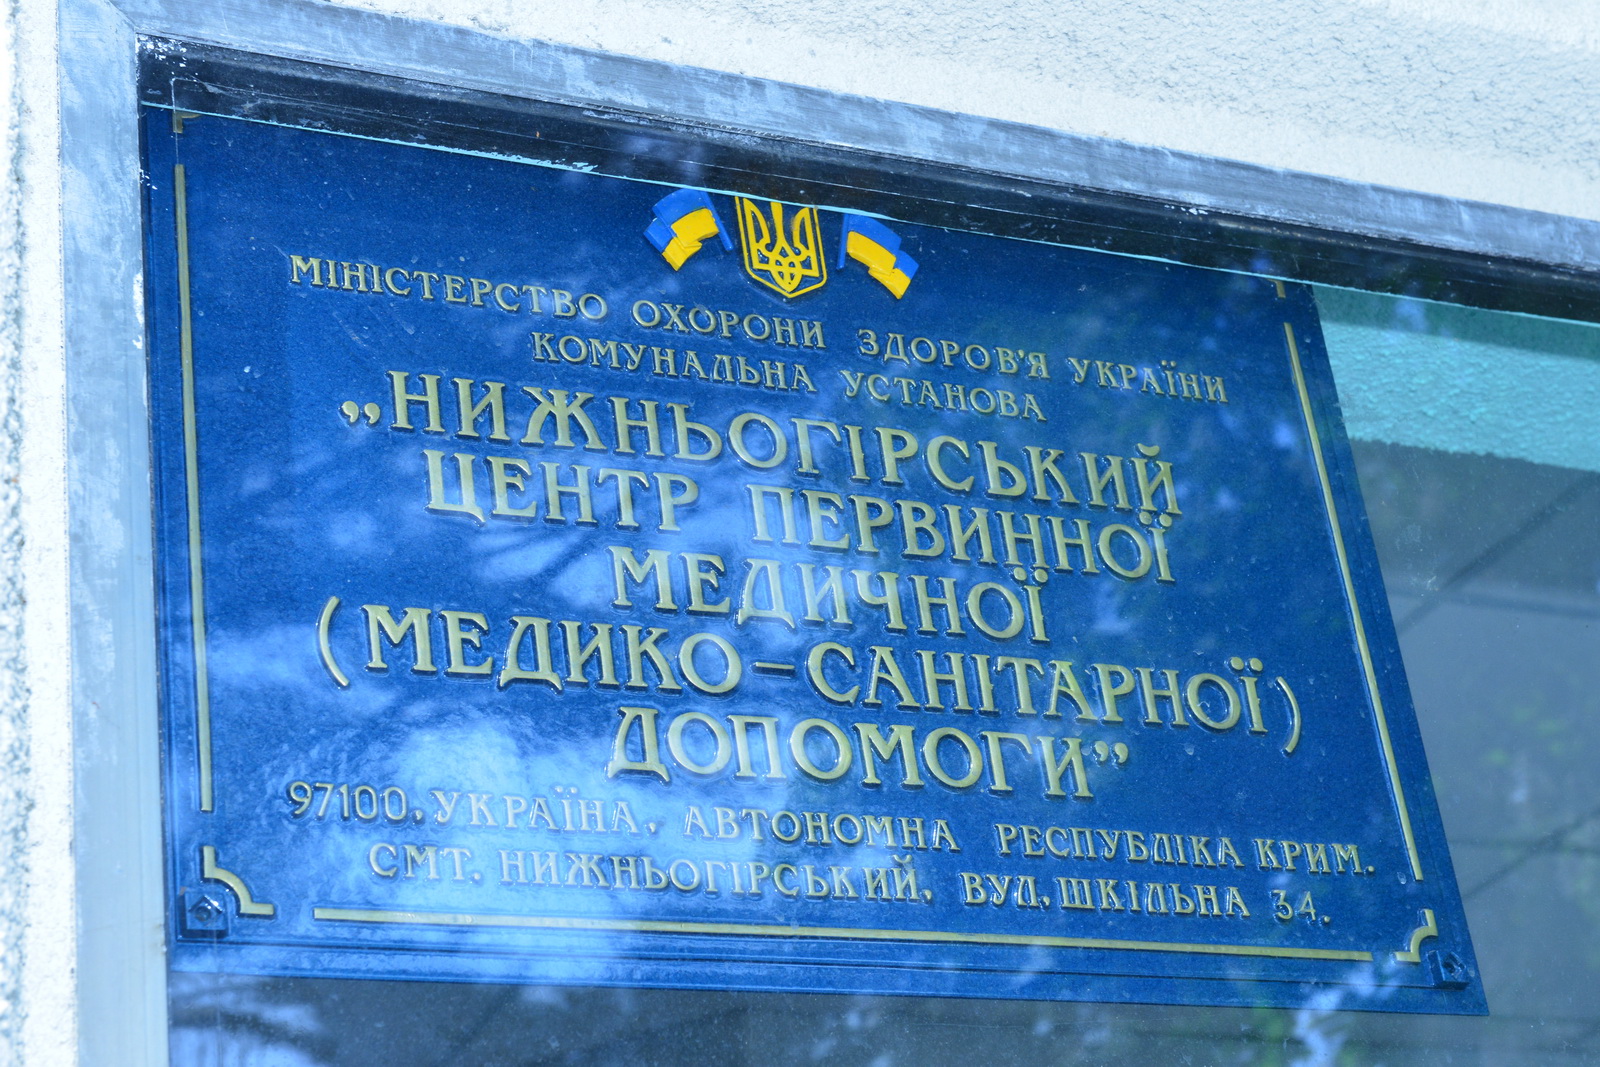 МІНІСТЕРСТВО ОХОРОНИ ЗДОРОВ'Я УКРАЇНИ
КОМУНАЛЬНА УСТАНОВА
„НИЖНЬОГІРСЬКИЙ
ЦЕНТР ПЕРВИННОЇ
МЕДИЧНОЇ
(МЕДИКО-САНІТАРНОЇ)
ДОПОМОГИ”
97100, УКРАЇНА, АВТОНОМНА РЕСПУБЛІКА КРИМ.
СМТ. НИЖНЬОГІРСЬКИЙ, ВУЛ. ШКІЛЬНА 34.